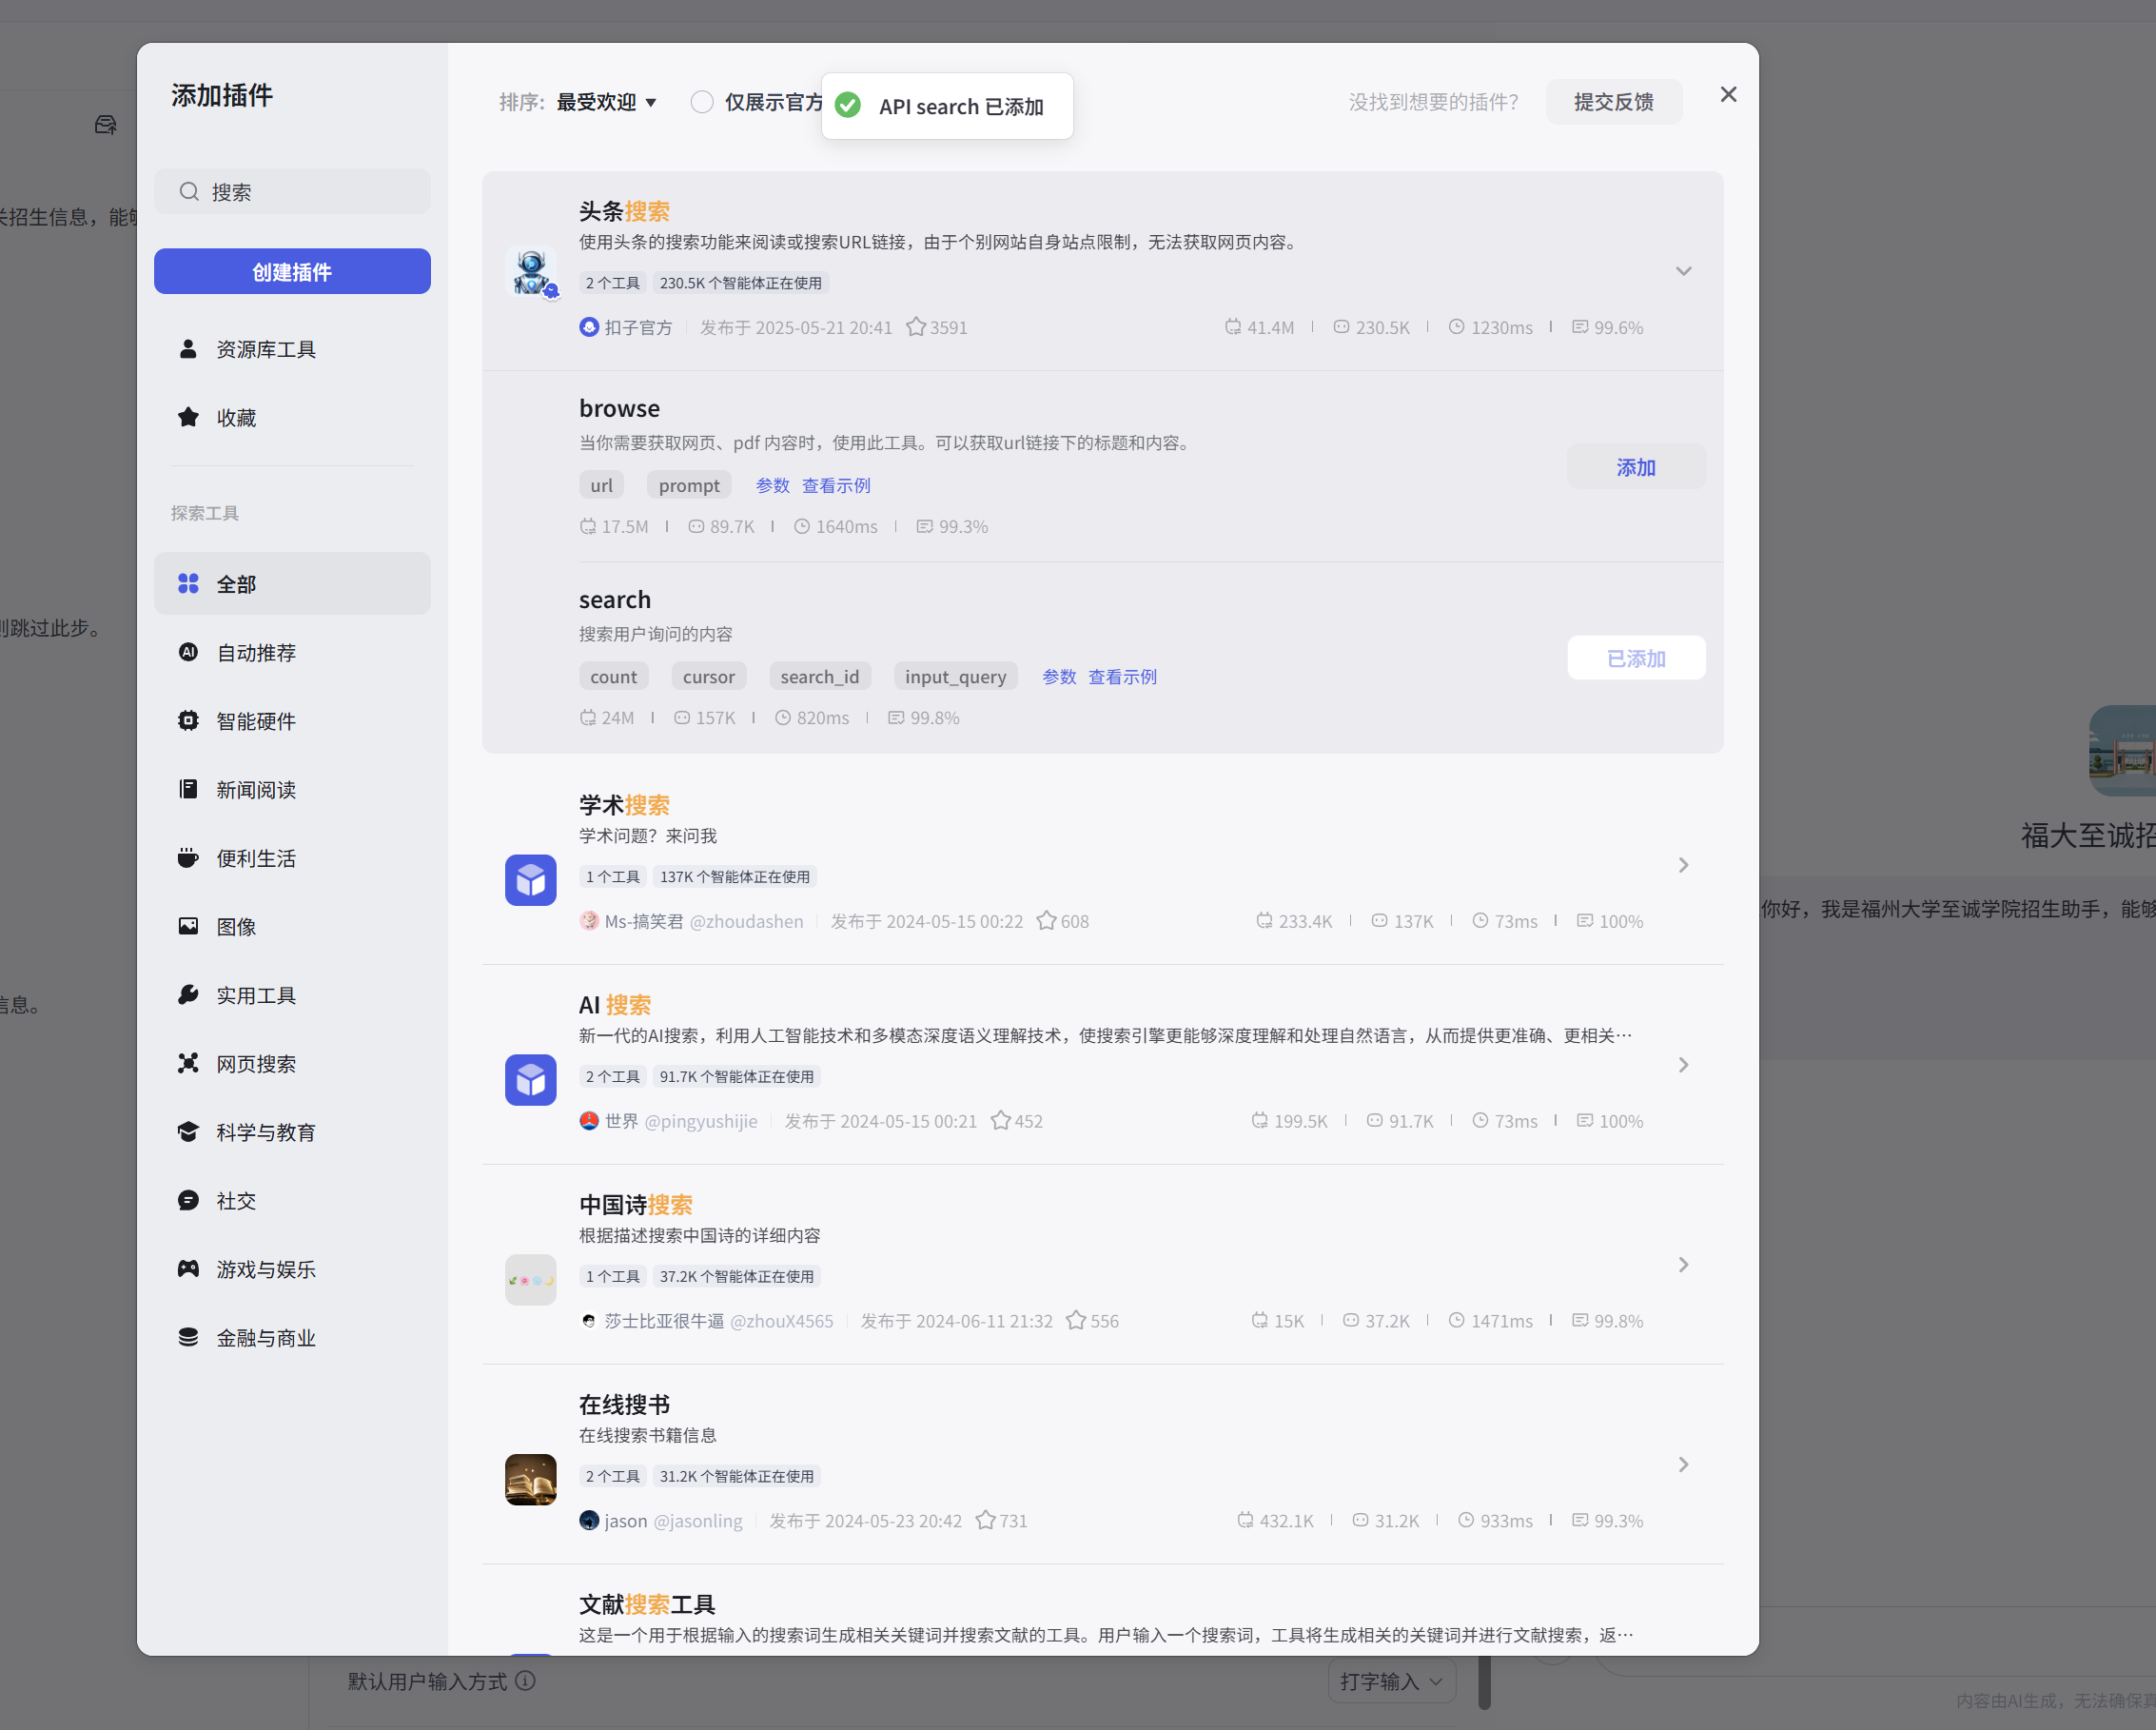 添加插件
搜索
创建插件
资源库工具
收藏
探索工具
全部
自动推荐
智能硬件
新闻阅读
便利生活
图像
实用工具
网页搜索
科学与教育
社交
游戏与娱乐
金融与商业
排序: 最受欢迎 仅展示官方
API search 已添加
没找到想要的插件？ 提交反馈
头条搜索
使用头条的搜索功能来阅读或搜索URL链接，由于个别网站自身站点限制，无法获取网页内容。
2 个工具 230.5K 个智能体正在使用
扣子官方 发布于 2025-05-21 20:41 3591 41.4M 230.5K 1230ms 99.6%
browse
当你需要获取网页、pdf 内容时，使用此工具。可以获取url链接下的标题和内容。
添加
url prompt 参数 查看示例
17.5M 89.7K 1640ms 99.3%
search
搜索用户询问的内容
已添加
count cursor search_id input_query 参数 查看示例
24M 157K 820ms 99.8%
学术搜索
学术问题？来问我
1 个工具 137K 个智能体正在使用
Ms-搞笑君 @zhoudashen 发布于 2024-05-15 00:22 608 233.4K 137K 73ms 100%
AI 搜索
新一代的AI搜索，利用人工智能技术和多模态深度语义理解技术，使搜索引擎更能够深度理解和处理自然语言，从而提供更准确、更相关…
2 个工具 91.7K 个智能体正在使用
世界 @pingyushijie 发布于 2024-05-15 00:21 452 199.5K 91.7K 73ms 100%
中国诗搜索
根据描述搜索中国诗的详细内容
1 个工具 37.2K 个智能体正在使用
莎士比亚很牛逼 @zhouX4565 发布于 2024-06-11 21:32 556 15K 37.2K 1471ms 99.8%
在线搜书
在线搜索书籍信息
2 个工具 31.2K 个智能体正在使用
jason @jasonling 发布于 2024-05-23 20:42 731 432.1K 31.2K 933ms 99.3%
文献搜索工具
这是一个用于根据输入的搜索词生成相关关键词并搜索文献的工具。用户输入一个搜索词，工具将生成相关的关键词并进行文献搜索，返…
关招生信息，能够
则跳过此步。
信息。
福大至诚招
你好，我是福州大学至诚学院招生助手，能够
默认用户输入方式
打字输入
内容由AI生成，无法确保真